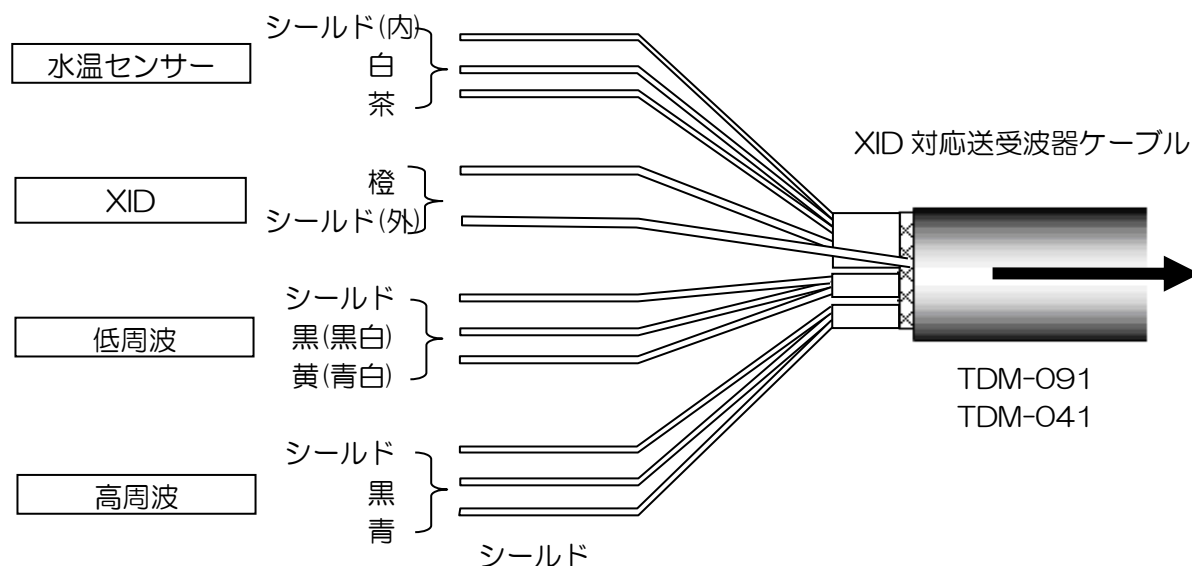 シールド(内)
水温センサー
白
茶
XID 対応送受波器ケーブル
XID
橙
シールド(外)
シールド
低周波
黒(黒白)
黄(青白)
TDM-091
TDM-041
シールド
高周波
黒
青
シールド